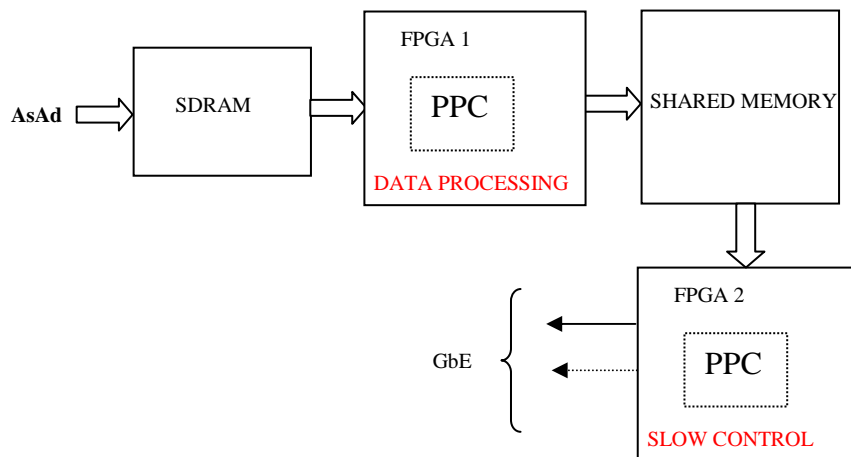 FPGA 1
SDRAM
AsAd
PPC
SHARED MEMORY
DATA PROCESSING
FPGA 2
GbE
PPC
SLOW CONTROL